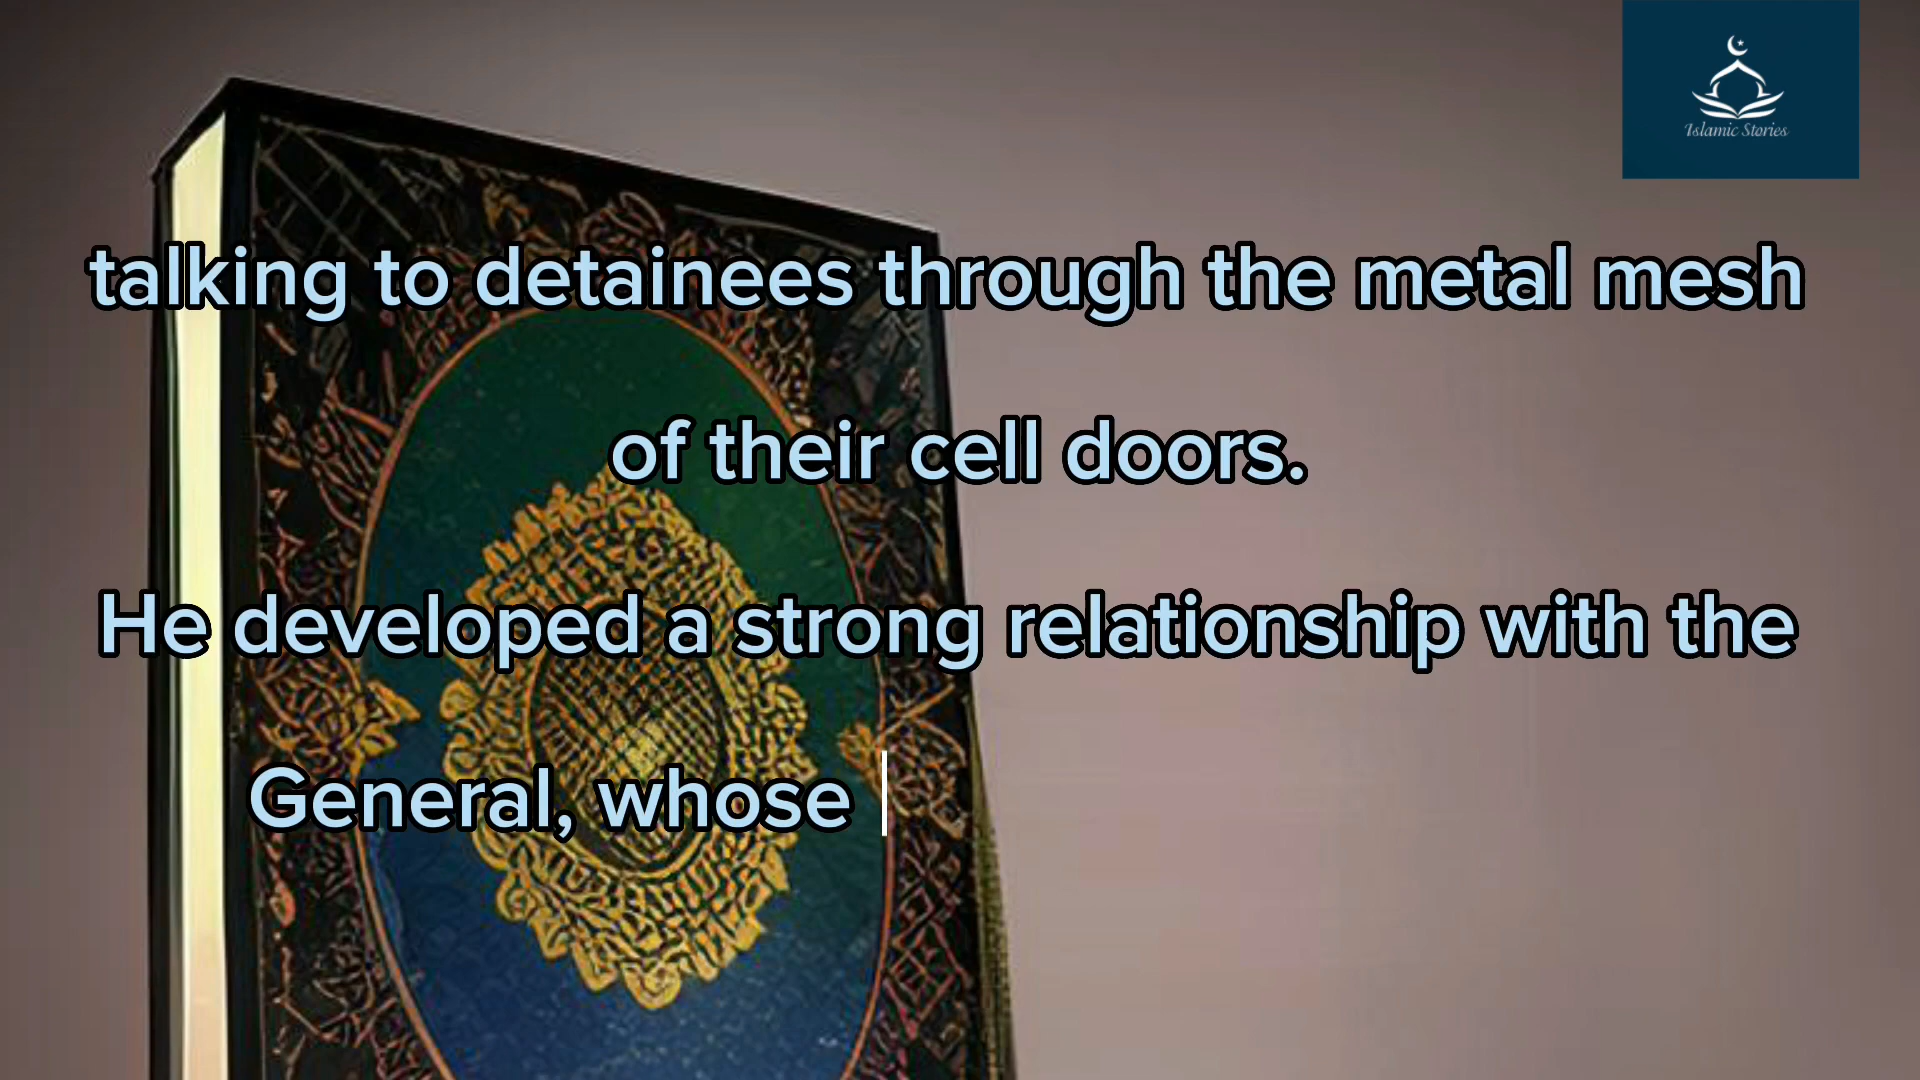 Islamic Stories
talking to detainees through the metal mesh
of their cell doors.
He developed a strong relationship with the
General, whose